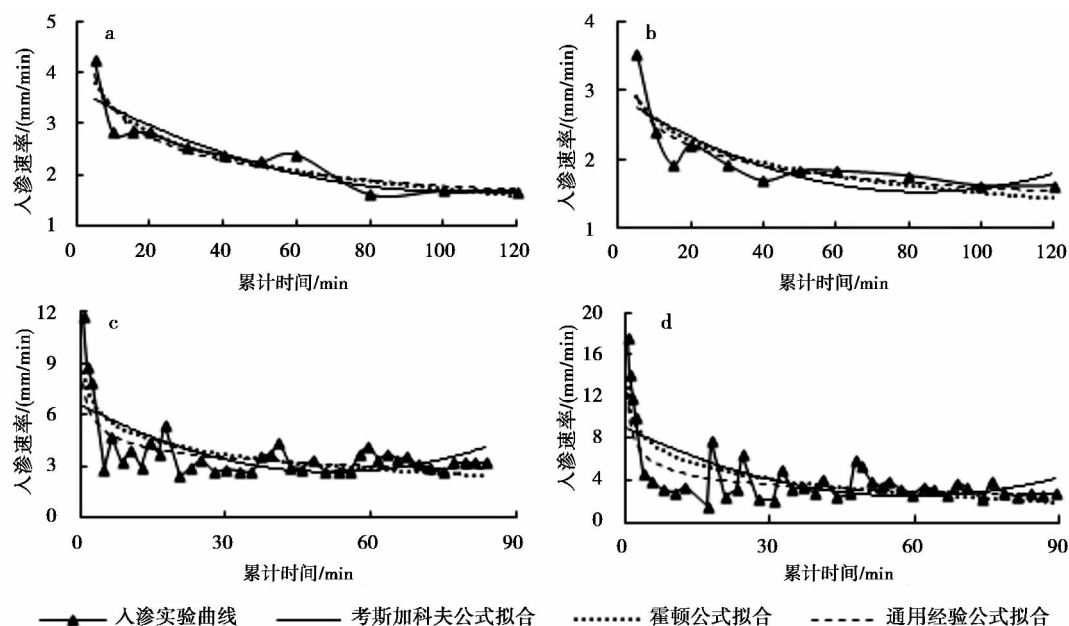 5
4
3
2
1
入渗速率/(mm/min)
a
0
20
40
60
80
100
120
累计时间/min
4
3
2
1
入渗速率/(mm/min)
b
0
20
40
60
80
100
120
累计时间/min
12
9
6
3
0
入渗速率/(mm/min)
c
0
30
60
90
累计时间/min
20
16
12
8
4
0
入渗速率/(mm/min)
d
0
30
60
90
累计时间/min
入渗实验曲线
考斯加科夫公式拟合
霍顿公式拟合
通用经验公式拟合